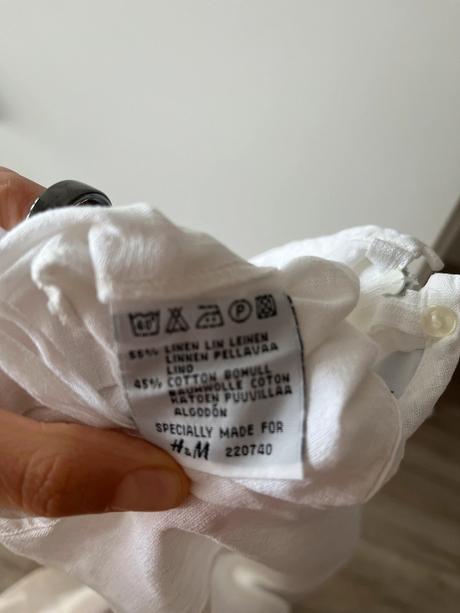 60
P
55% LINEN LIN LEINEN
LINNEN PELLAVAA
LINO
45% COTTON BOMULL
BAUMWOLLE COTON
KATOEN PUUVILLAA
ALGODÓN
SPECIALLY MADE FOR
H&M 220740